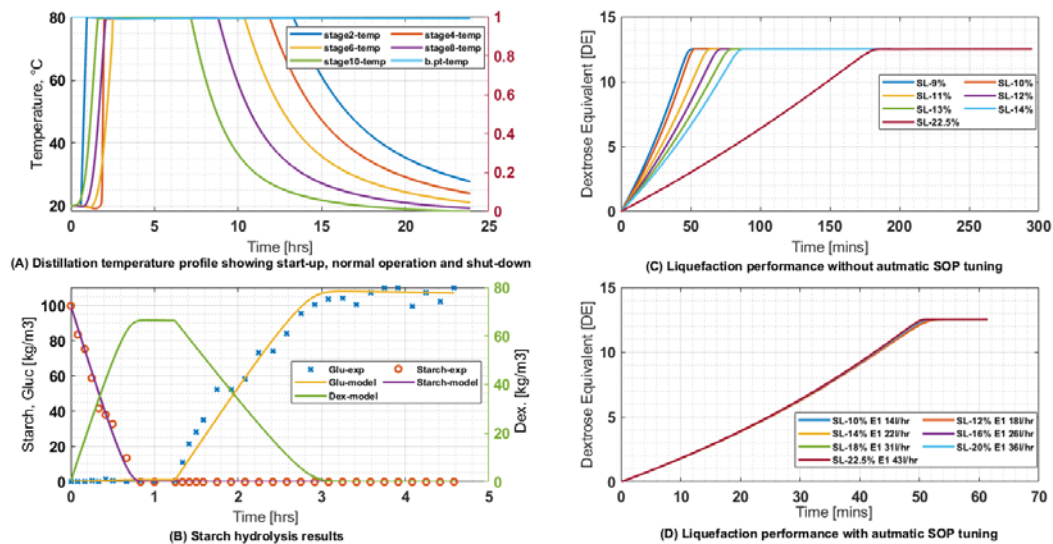 80
60
40
20
0
5
10
15
20
25
1
0.8
0.6
0.4
0.2
0
Temperature, °C
Time [hrs]
stage2-temp
stage4-temp
stage6-temp
stage8-temp
stage10-temp
b.pt-temp
(A) Distillation temperature profile showing start-up, normal operation and shut-down
15
10
5
0
0
50
100
150
200
250
300
Dextrose Equivalent [DE]
Time [mins]
SL-9%
SL-10%
SL-11%
SL-12%
SL-13%
SL-14%
SL-22.5%
(C) Liquefaction performance without autmatic SOP tuning
100
80
60
40
20
0
0
1
2
3
4
5
80
60
40
20
0
Starch, Gluc [kg/m3]
Dex. [kg/m3]
Time [hrs]
Glu-exp
Starch-exp
Glu-model
Starch-model
Dex-model
(B) Starch hydrolysis results
15
10
5
0
0
10
20
30
40
50
60
70
Dextrose Equivalent [DE]
Time [mins]
SL-10% E1 14l/hr
SL-12% E1 18l/hr
SL-14% E1 22l/hr
SL-16% E1 26l/hr
SL-18% E1 31l/hr
SL-20% E1 36l/hr
SL-22.5% E1 43l/hr
(D) Liquefaction performance with autmatic SOP tuning